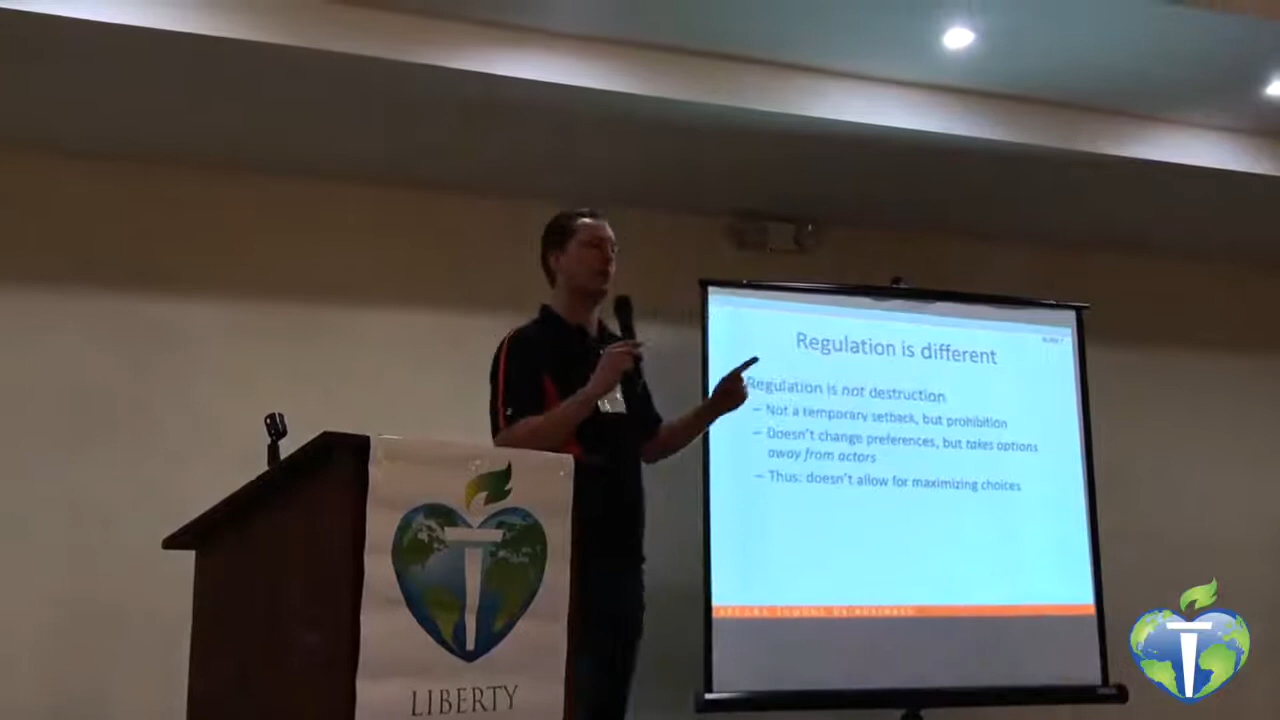 Regulation is different
Regulation is not destruction
– Not a temporary setback, but prohibition
– Doesn't change preferences, but takes options
away from actors
– Thus: doesn't allow for maximizing choices
LIBERTY